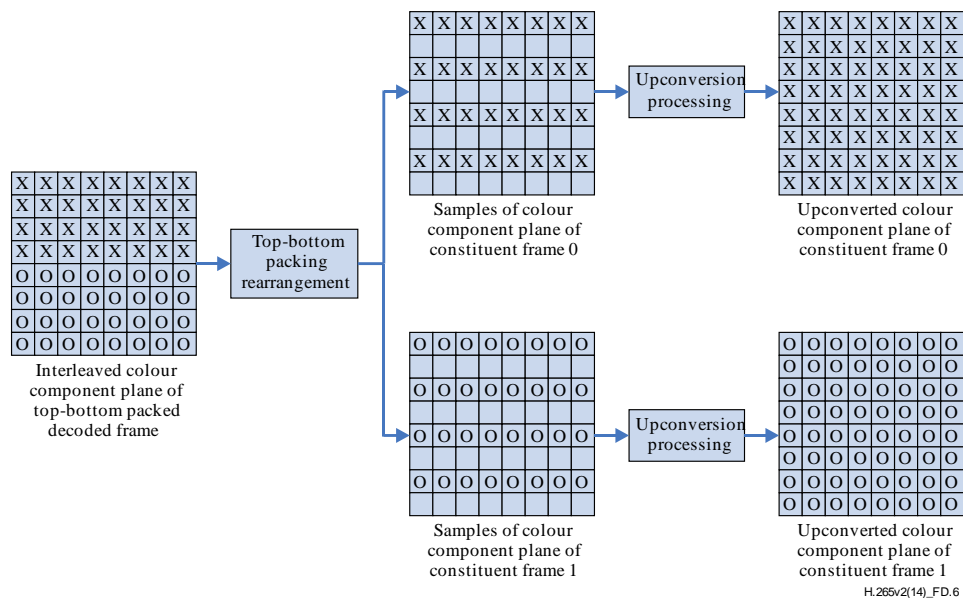 X X X X X X X X
X X X X X X X X
X X X X X X X X
X X X X X X X X
Samples of colour
component plane of
constituent frame 0
Upconversion
processing
X X X X X X X X
X X X X X X X X
X X X X X X X X
X X X X X X X X
X X X X X X X X
X X X X X X X X
X X X X X X X X
X X X X X X X X
Upconverted colour
component plane of
constituent frame 0
X X X X X X X X
X X X X X X X X
X X X X X X X X
X X X X X X X X
O O O O O O O O
O O O O O O O O
O O O O O O O O
O O O O O O O O
Interleaved colour
component plane of
top-bottom packed
decoded frame
Top-bottom
packing
rearrangement
O O O O O O O O
O O O O O O O O
O O O O O O O O
O O O O O O O O
Samples of colour
component plane of
constituent frame 1
Upconversion
processing
O O O O O O O O
O O O O O O O O
O O O O O O O O
O O O O O O O O
O O O O O O O O
O O O O O O O O
O O O O O O O O
O O O O O O O O
Upconverted colour
component plane of
constituent frame 1
H.265v2(14)_FD.6